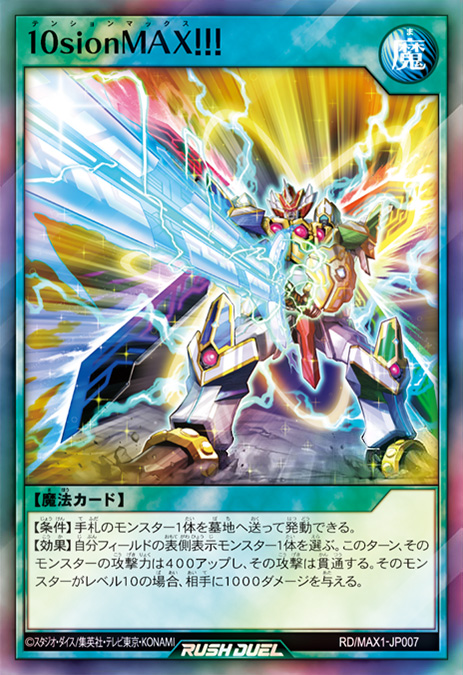 テンションマックス
10sionMAX!!!
ま
魔
【魔法カード】
【条件】手札のモンスター1体を墓地へ送って発動できる。
【効果】自分フィールドの表側表示モンスター1体を選ぶ。このターン、その
モンスターの攻撃力は400アップし、その攻撃は貫通する。そのモン
スターがレベル10の場合、相手に1000ダメージを与える。
©スタジオ・ダイス/集英社・テレビ東京・KONAMI
RUSH DUEL
RD/MAX1-JP007